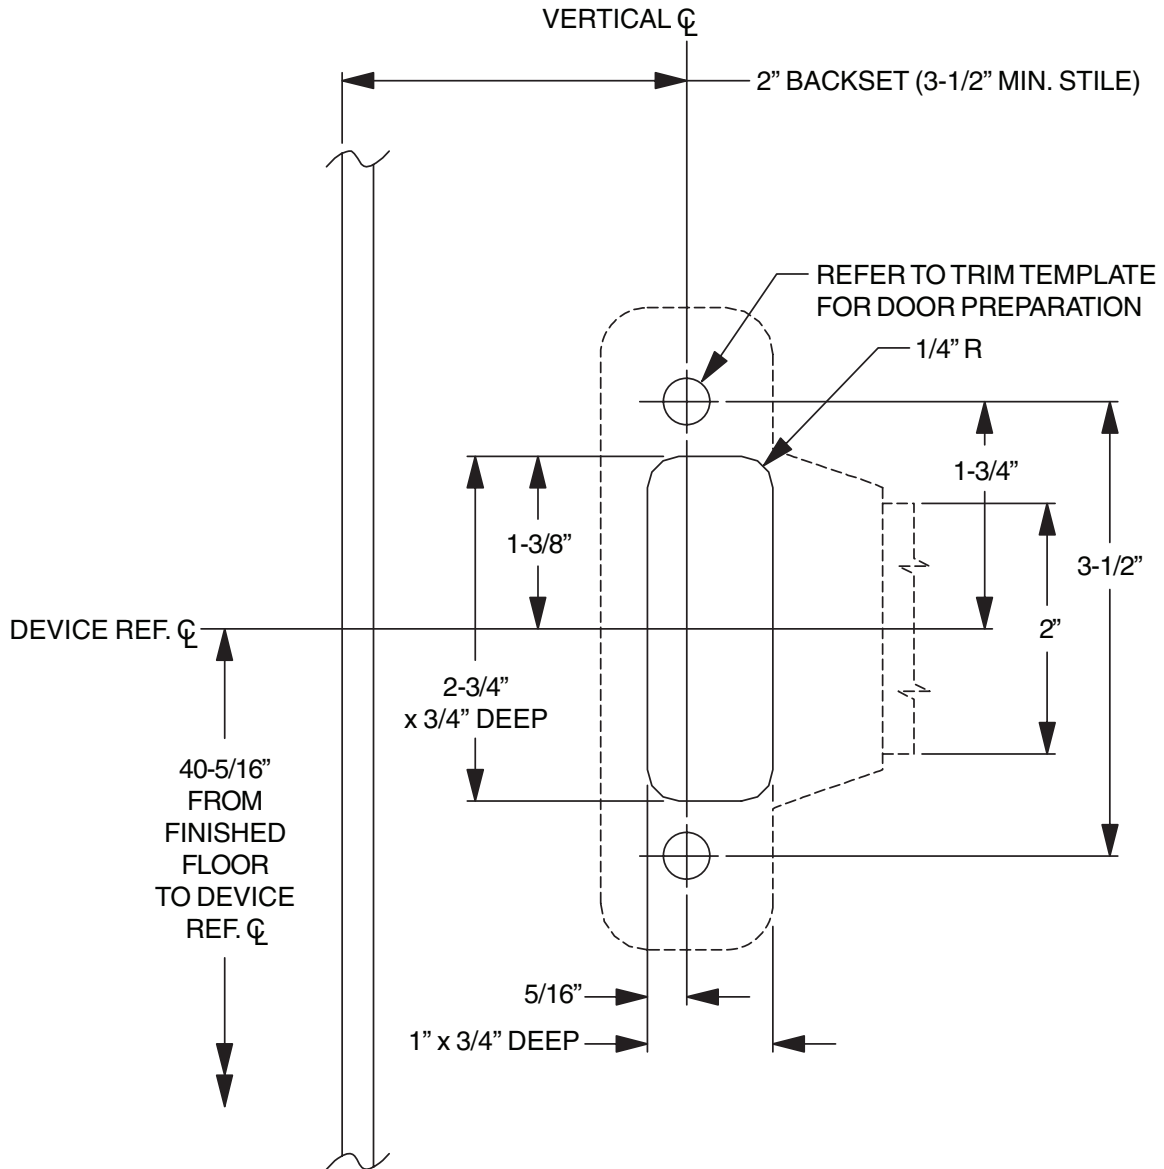 VERTICAL ℄
2” BACKSET (3-1/2” MIN. STILE)
REFER TO TRIM TEMPLATE
FOR DOOR PREPARATION
1/4” R
1-3/4”
1-3/8”
3-1/2”
DEVICE REF. ℄
2”
2-3/4”
x 3/4” DEEP
40-5/16”
FROM
FINISHED
FLOOR
TO DEVICE
REF. ℄
5/16”
1” x 3/4” DEEP